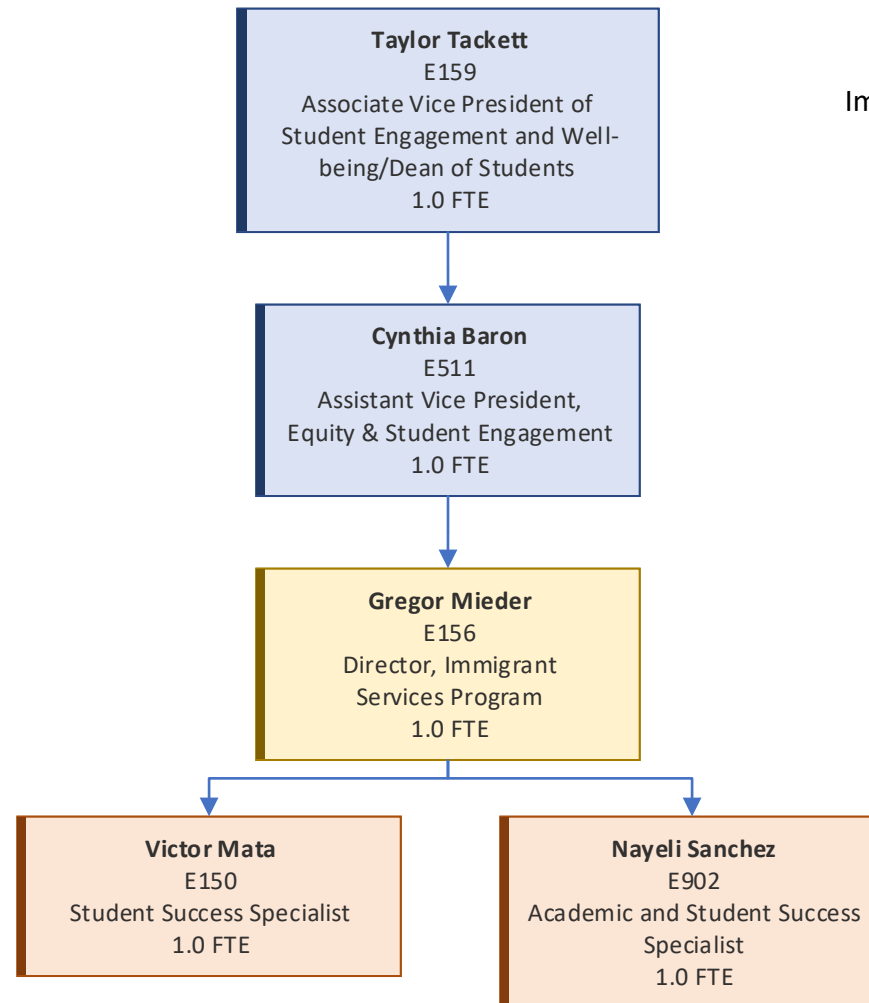 Taylor Tackett
E159
Associate Vice President of
Student Engagement and Well-
being/Dean of Students
1.0 FTE
Im
Cynthia Baron
E511
Assistant Vice President,
Equity & Student Engagement
1.0 FTE
Gregor Mieder
E156
Director, Immigrant
Services Program
1.0 FTE
Victor Mata
E150
Student Success Specialist
1.0 FTE
Nayeli Sanchez
E902
Academic and Student Success
Specialist
1.0 FTE